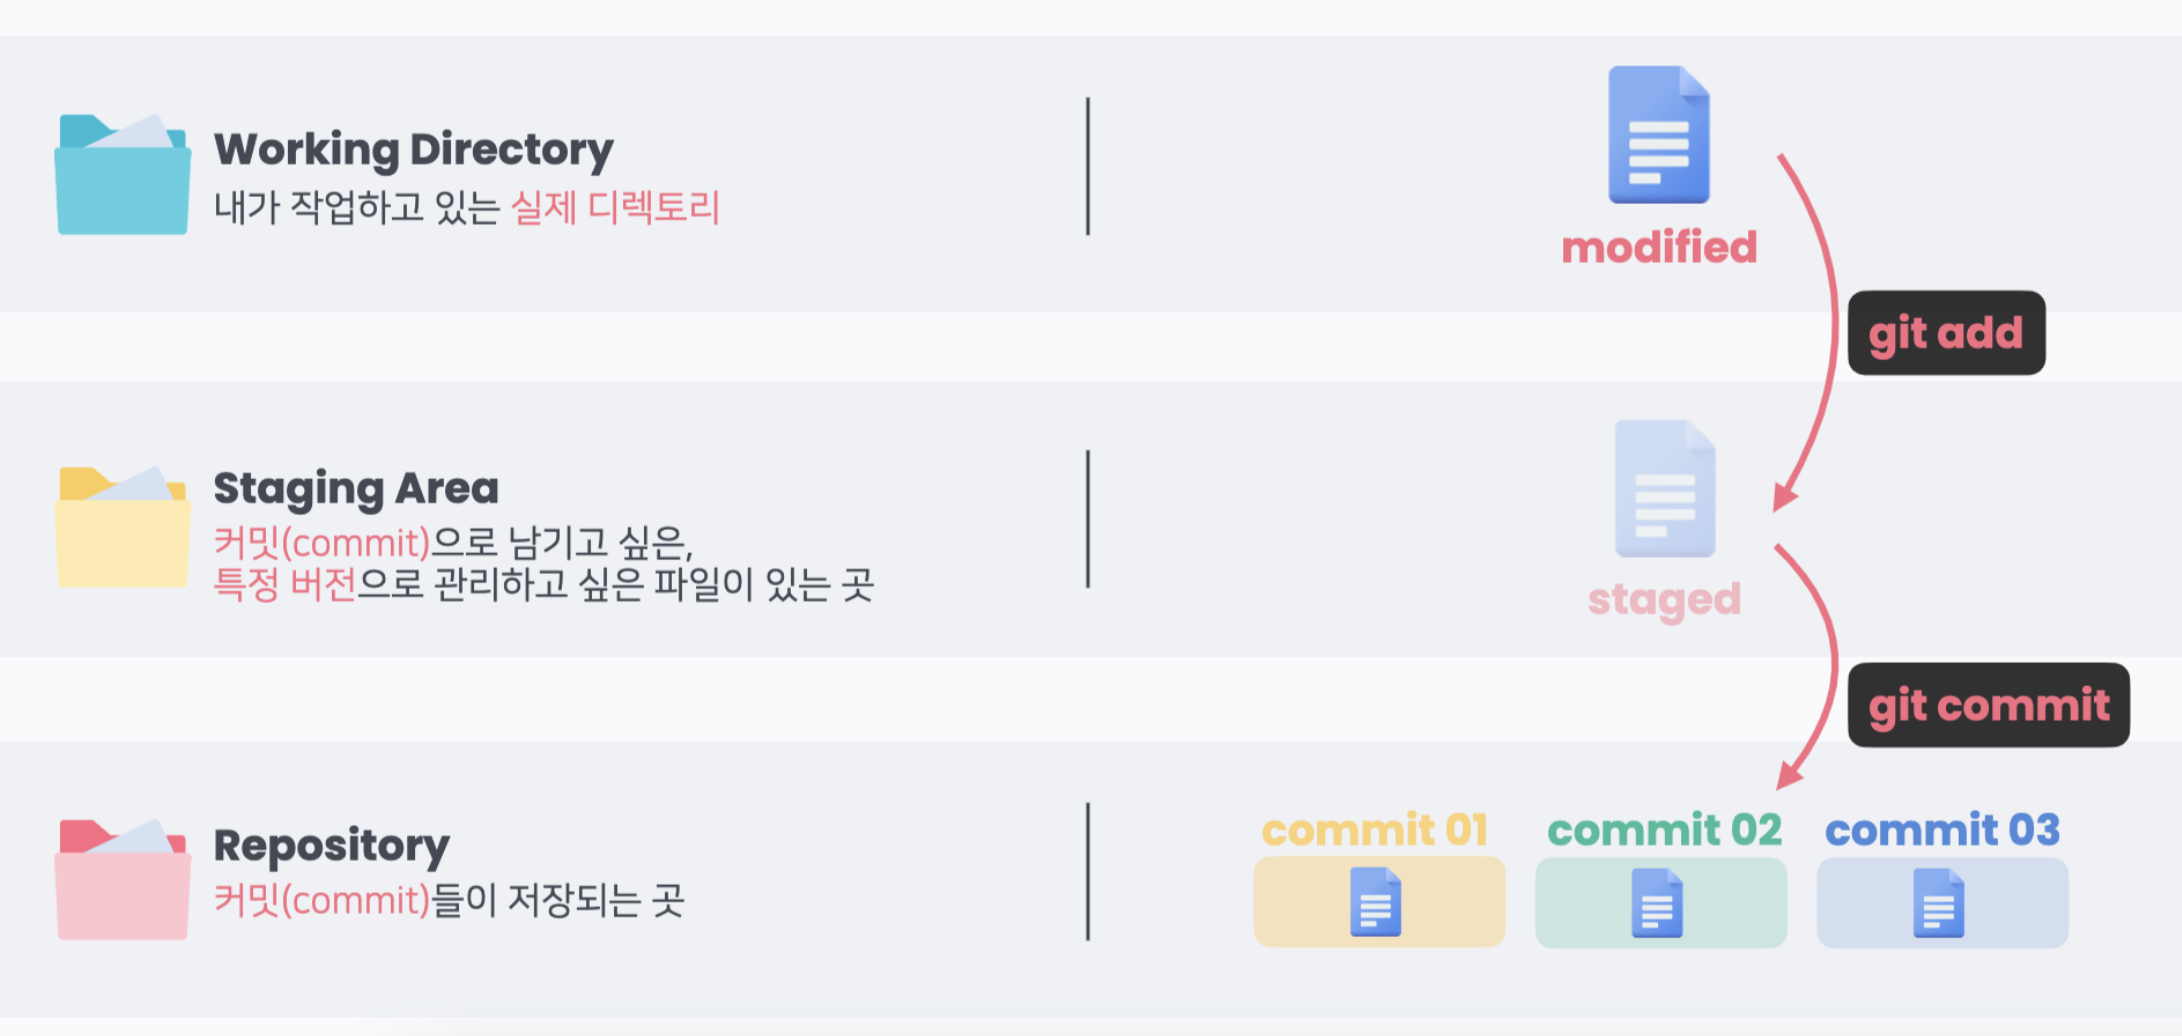 Working Directory
내가 작업하고 있는 실제 디렉토리
modified
git add
Staging Area
커밋(commit)으로 남기고 싶은,
특정 버전으로 관리하고 싶은 파일이 있는 곳
staged
git commit
Repository
커밋(commit)들이 저장되는 곳
commit 01
commit 02
commit 03